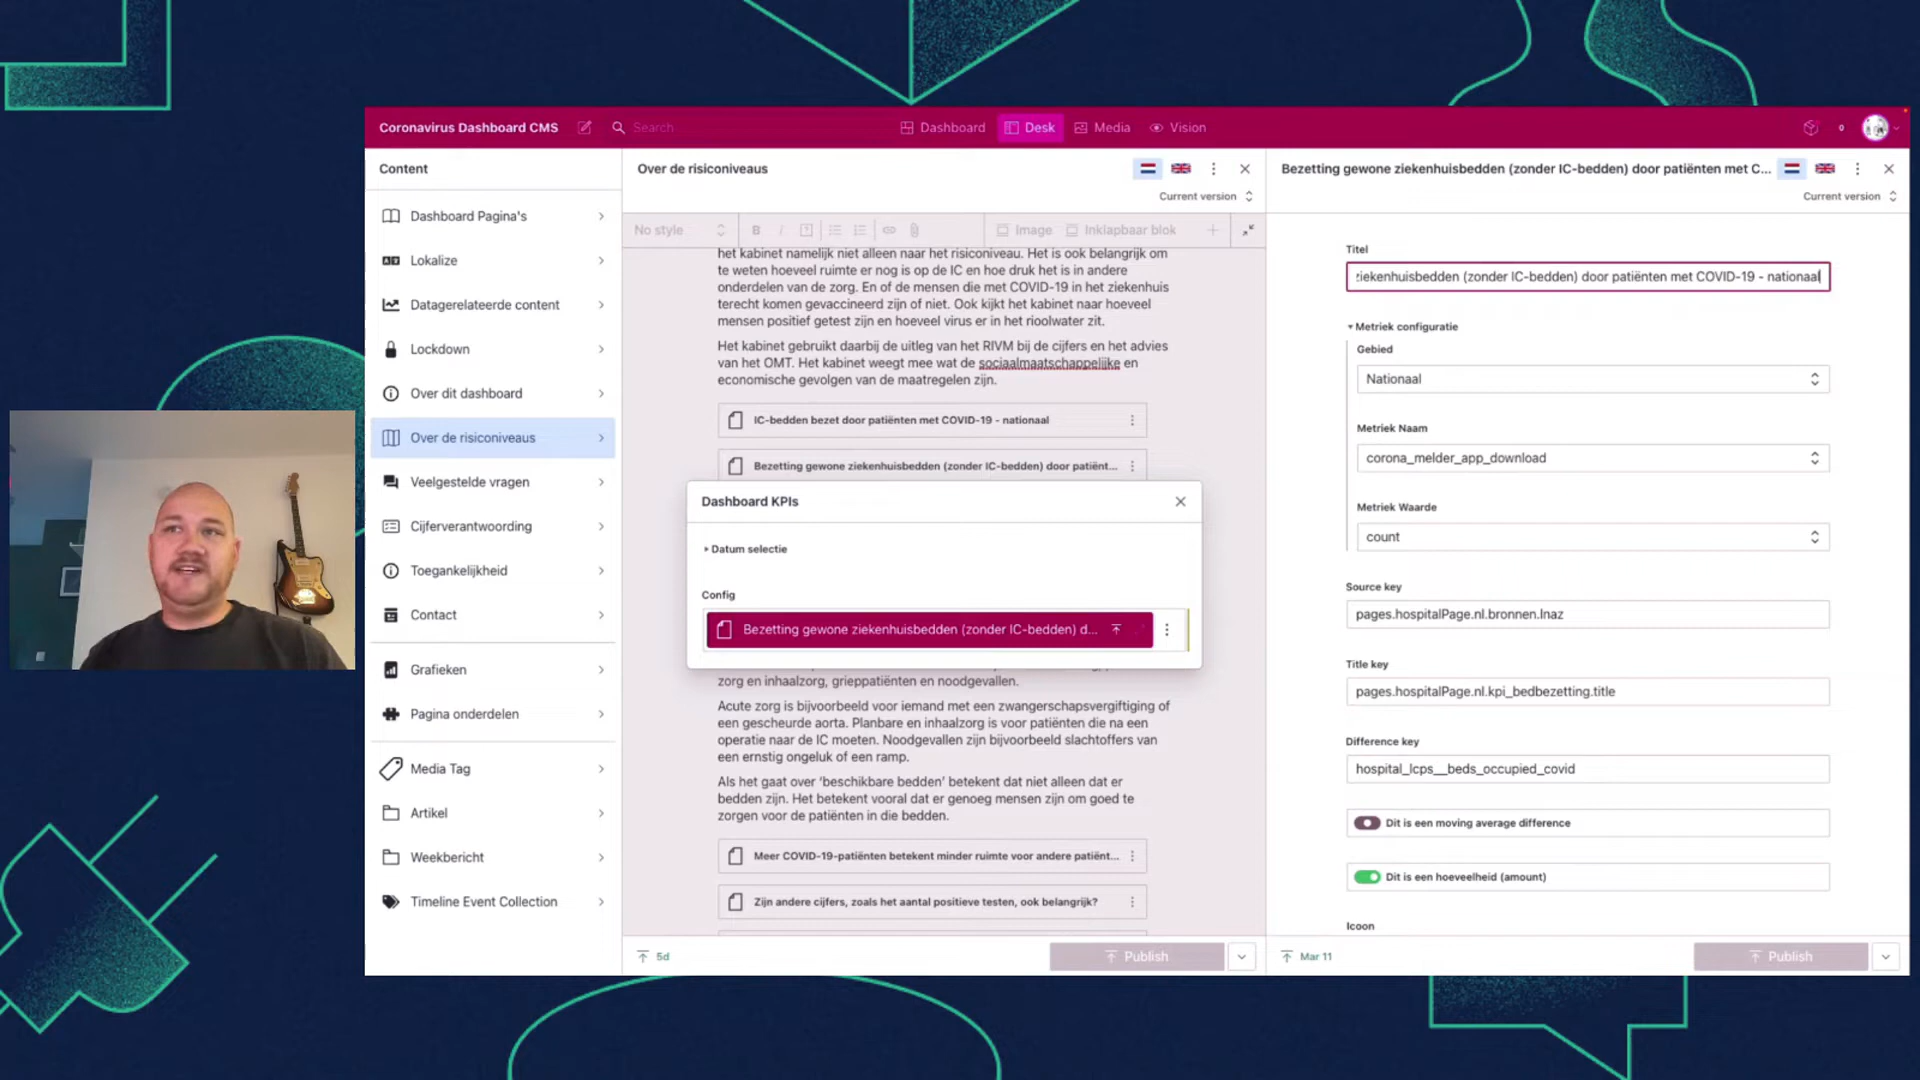 Coronavirus Dashboard CMS
Search
Dashboard
Desk
Media
Vision
0
Content
Dashboard Pagina's
Lokalize
Datagerelateerde content
Lockdown
Over dit dashboard
Over de risiconiveaus
Veelgestelde vragen
Cijferverantwoording
Toegankelijkheid
Contact
Grafieken
Pagina onderdelen
Media Tag
Artikel
Weekbericht
Timeline Event Collection
Over de risiconiveaus
Current version
No style
B
Image
Inklapbaar blok
het kabinet namelijk niet alleen naar het risiconiveau. Het is ook belangrijk om
te weten hoeveel ruimte er nog is op de IC en hoe druk het is in andere
onderdelen van de zorg. En of de mensen die met COVID-19 in het ziekenhuis
terecht komen gevaccineerd zijn of niet. Ook kijkt het kabinet naar hoeveel
mensen positief getest zijn en hoeveel virus er in het rioolwater zit.
Het kabinet gebruikt daarbij de uitleg van het RIVM bij de cijfers en het advies
van het OMT. Het kabinet weegt mee wat de sociaalmaatschappelijke en
economische gevolgen van de maatregelen zijn.
IC-bedden bezet door patiënten met COVID-19 - nationaal
Bezetting gewone ziekenhuisbedden (zonder IC-bedden) door patiënt...
Dashboard KPIs
Datum selectie
Config
Bezetting gewone ziekenhuisbedden (zonder IC-bedden) d...
zorg en inhaalzorg, grieppatiënten en noodgevallen.
Acute zorg is bijvoorbeeld voor iemand met een zwangerschapsvergiftiging of
een gescheurde aorta. Planbare en inhaalzorg is voor patiënten die na een
operatie naar de IC moeten. Noodgevallen zijn bijvoorbeeld slachtoffers van
een ernstig ongeluk of een ramp.
Als het gaat over ‘beschikbare bedden’ betekent dat niet alleen dat er
bedden zijn. Het betekent vooral dat er genoeg mensen zijn om goed te
zorgen voor de patiënten in die bedden.
Meer COVID-19-patiënten betekent minder ruimte voor andere patiënt...
Zijn andere cijfers, zoals het aantal positieve testen, ook belangrijk?
5d
Publish
Bezetting gewone ziekenhuisbedden (zonder IC-bedden) door patiënten met C...
Current version
Titel
ziekenhuisbedden (zonder IC-bedden) door patiënten met COVID-19 - nationaal
Metriek configuratie
Gebied
Nationaal
Metriek Naam
corona_melder_app_download
Metriek Waarde
count
Source key
pages.hospitalPage.nl.bronnen.lnaz
Title key
pages.hospitalPage.nl.kpi_bedbezetting.title
Difference key
hospital_lcps__beds_occupied_covid
Dit is een moving average difference
Dit is een hoeveelheid (amount)
Icoon
Mar 11
Publish